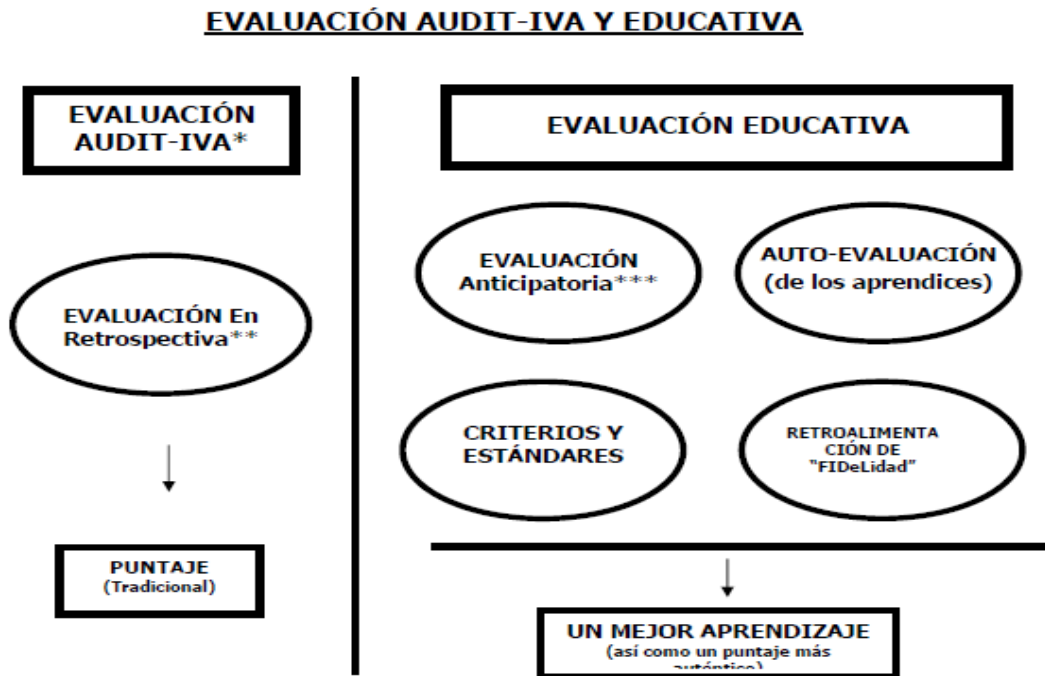 EVALUACIÓN AUDIT-IVA Y EDUCATIVA
EVALUACIÓN
AUDIT-IVA*
EVALUACIÓN En
Retrospectiva**
PUNTAJE
(Tradicional)
EVALUACIÓN EDUCATIVA
EVALUACIÓN
Anticipatoria***
AUTO-EVALUACIÓN
(de los aprendices)
CRITERIOS Y
ESTÁNDARES
RETROALIMENTA
CIÓN DE
"FIDeLidad"
UN MEJOR APRENDIZAJE
(así como un puntaje más
auténtico)